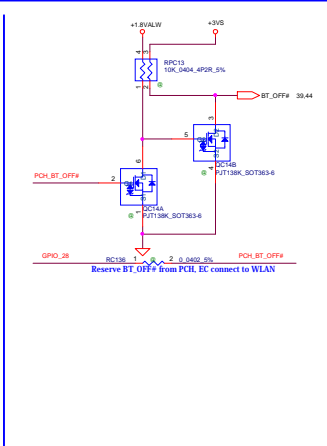 +1.8VALW
+3VS
4
3
RPC13
10K_0404_4P2R_5%
1
2
@
BT_OFF# 39,44
3
5
QC14B
PJT138K_SOT363-6
@
4
6
PCH_BT_OFF#
2
QC14A
PJT138K_SOT363-6
@
1
GPIO_28
RC136
1
@
2
0_0402_5%
PCH_BT_OFF#
Reserve BT_OFF# from PCH, EC connect to WLAN